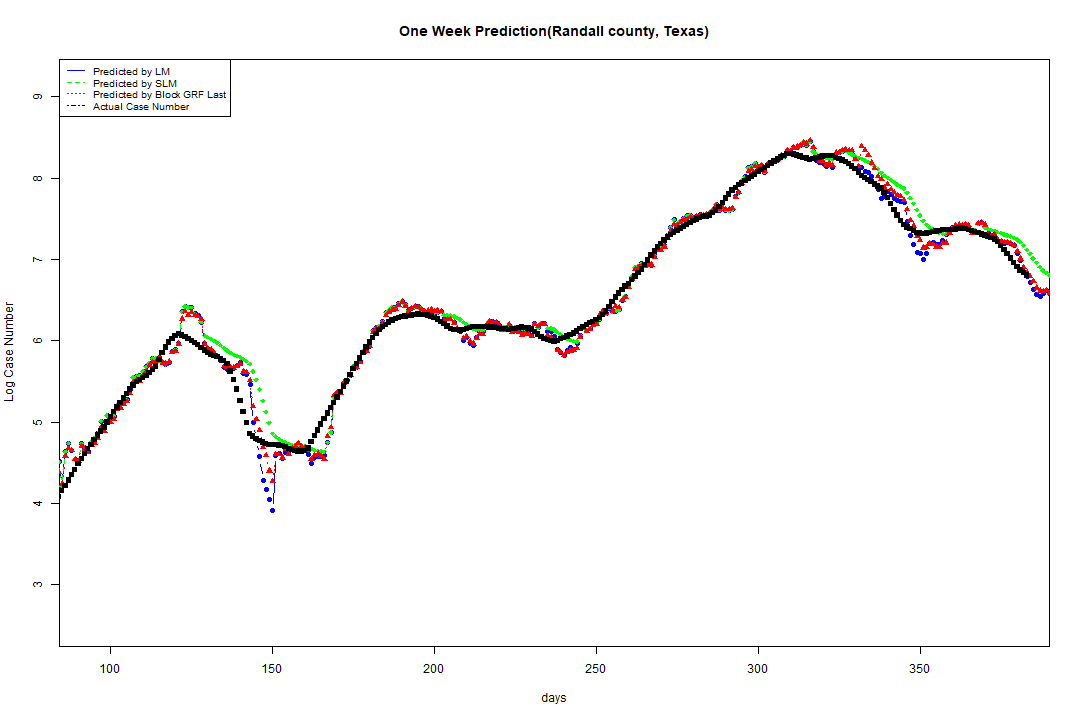 One Week Prediction(Randall county, Texas)
Predicted by LM
Predicted by SLM
Predicted by Block GRF Last
Actual Case Number
9
8
7
6
5
4
3
Log Case Number
100 150 200 250 300 350
days